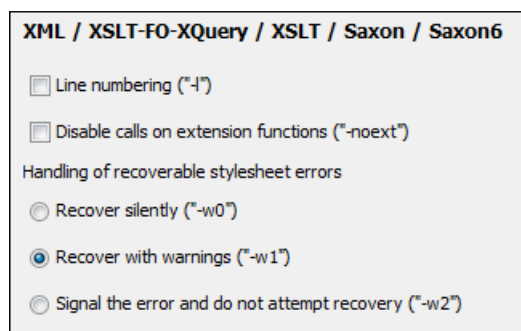 XML / XSLT-FO-XQuery / XSLT / Saxon / Saxon6
Line numbering ("-l")
Disable calls on extension functions ("-noext")
Handling of recoverable stylesheet errors
Recover silently ("-w0")
Recover with warnings ("-w1")
Signal the error and do not attempt recovery ("-w2")